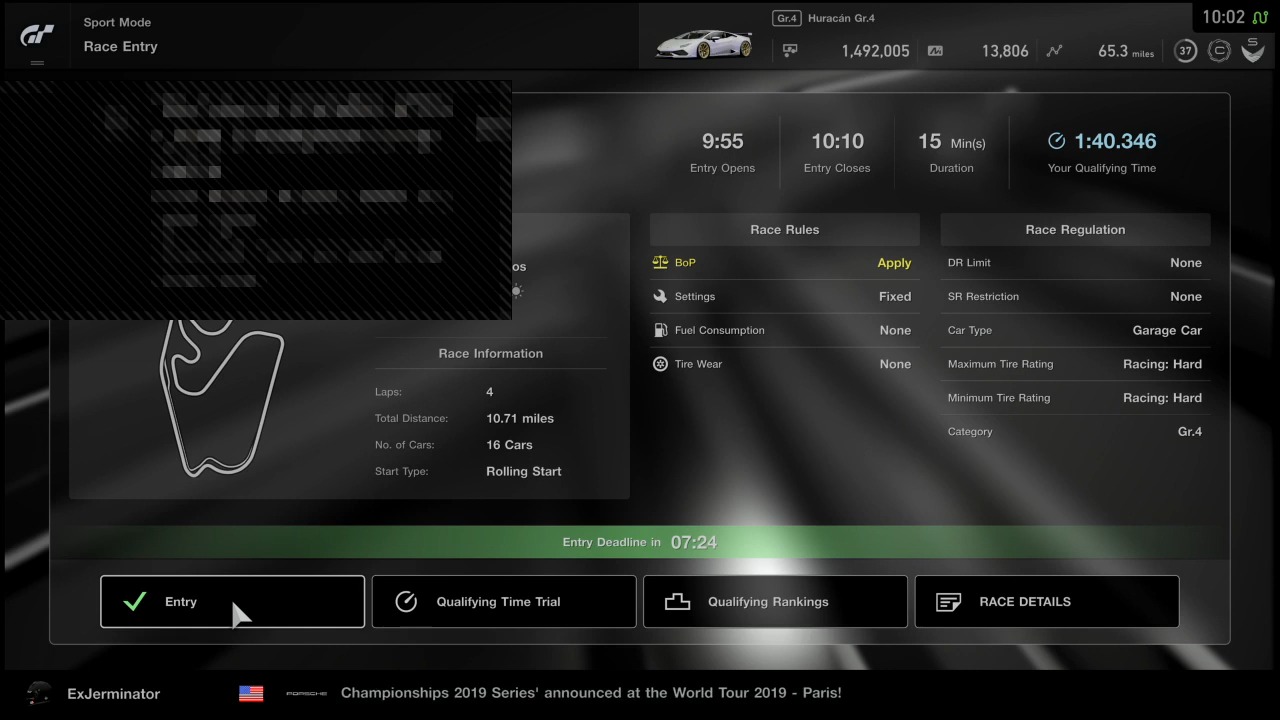 Sport Mode
Race Entry
Gr.4 Huracán Gr.4
1,492,005 13,806 65.3 miles 37 C S
10:02
9:55 10:10 15 Min(s) 1:40.346
Entry Opens Entry Closes Duration Your Qualifying Time
os
Race Information
Laps: 4
Total Distance: 10.71 miles
No. of Cars: 16 Cars
Start Type: Rolling Start
Race Rules
BoP Apply
Settings Fixed
Fuel Consumption None
Tire Wear None
Race Regulation
DR Limit None
SR Restriction None
Car Type Garage Car
Maximum Tire Rating Racing: Hard
Minimum Tire Rating Racing: Hard
Category Gr.4
Entry Deadline in 07:24
Entry Qualifying Time Trial Qualifying Rankings RACE DETAILS
ExJerminator PORSCHE Championships 2019 Series' announced at the World Tour 2019 - Paris!